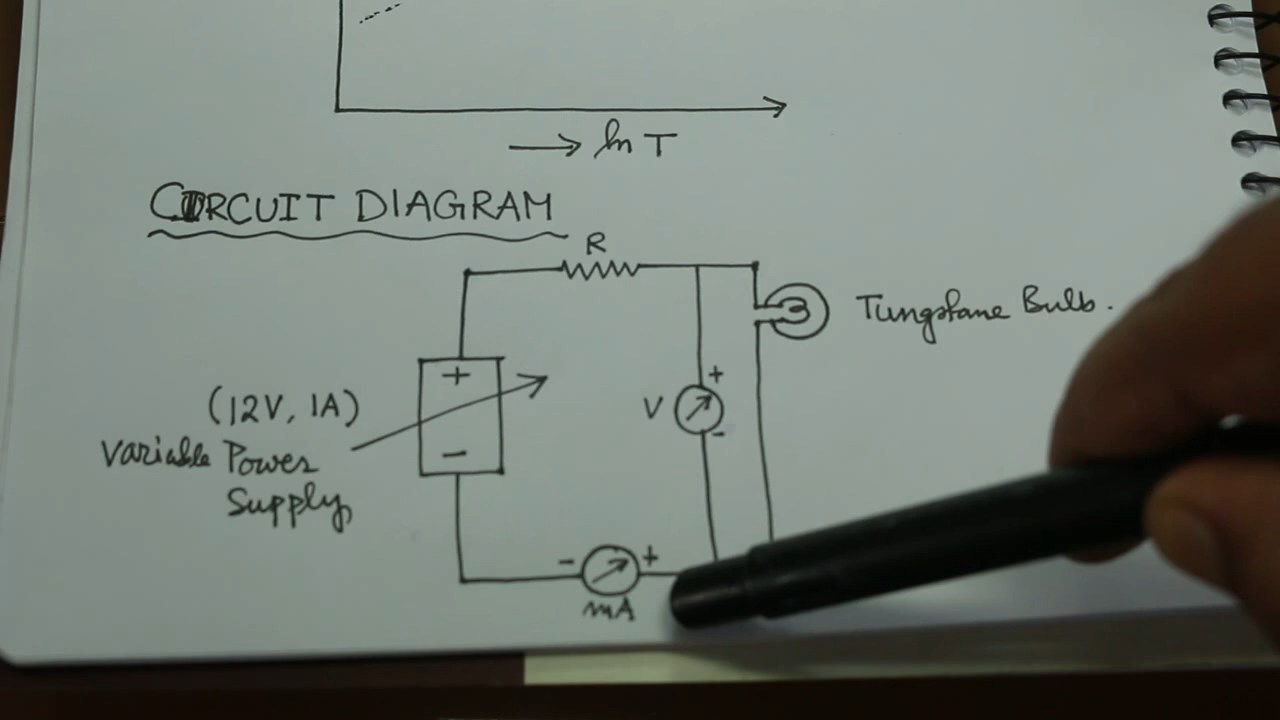 → ln T
CIRCUIT DIAGRAM
R
Tungstane Bulb.
+
(12V, 1A)
Variable Power
Supply
-
V
+
-
-
+
mA